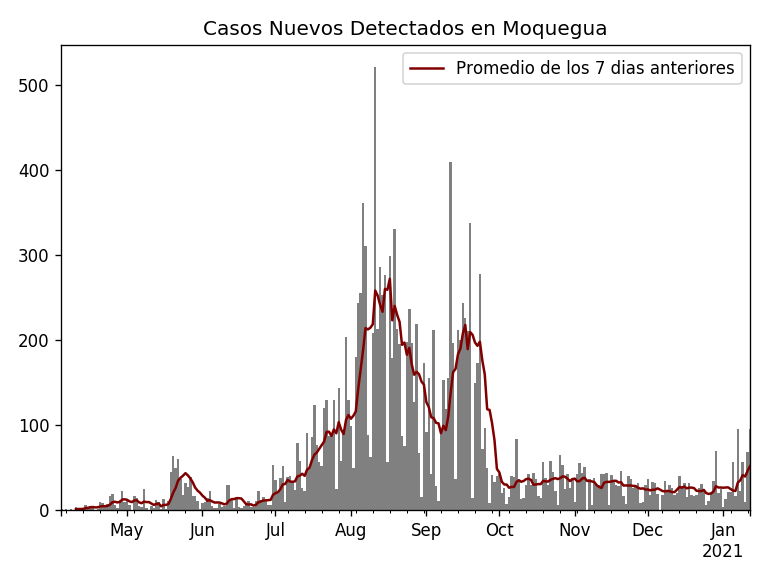 Casos Nuevos Detectados en Moquegua
Promedio de los 7 dias anteriores
500
400
300
200
100
0
May Jun Jul Aug Sep Oct Nov Dec Jan
2021